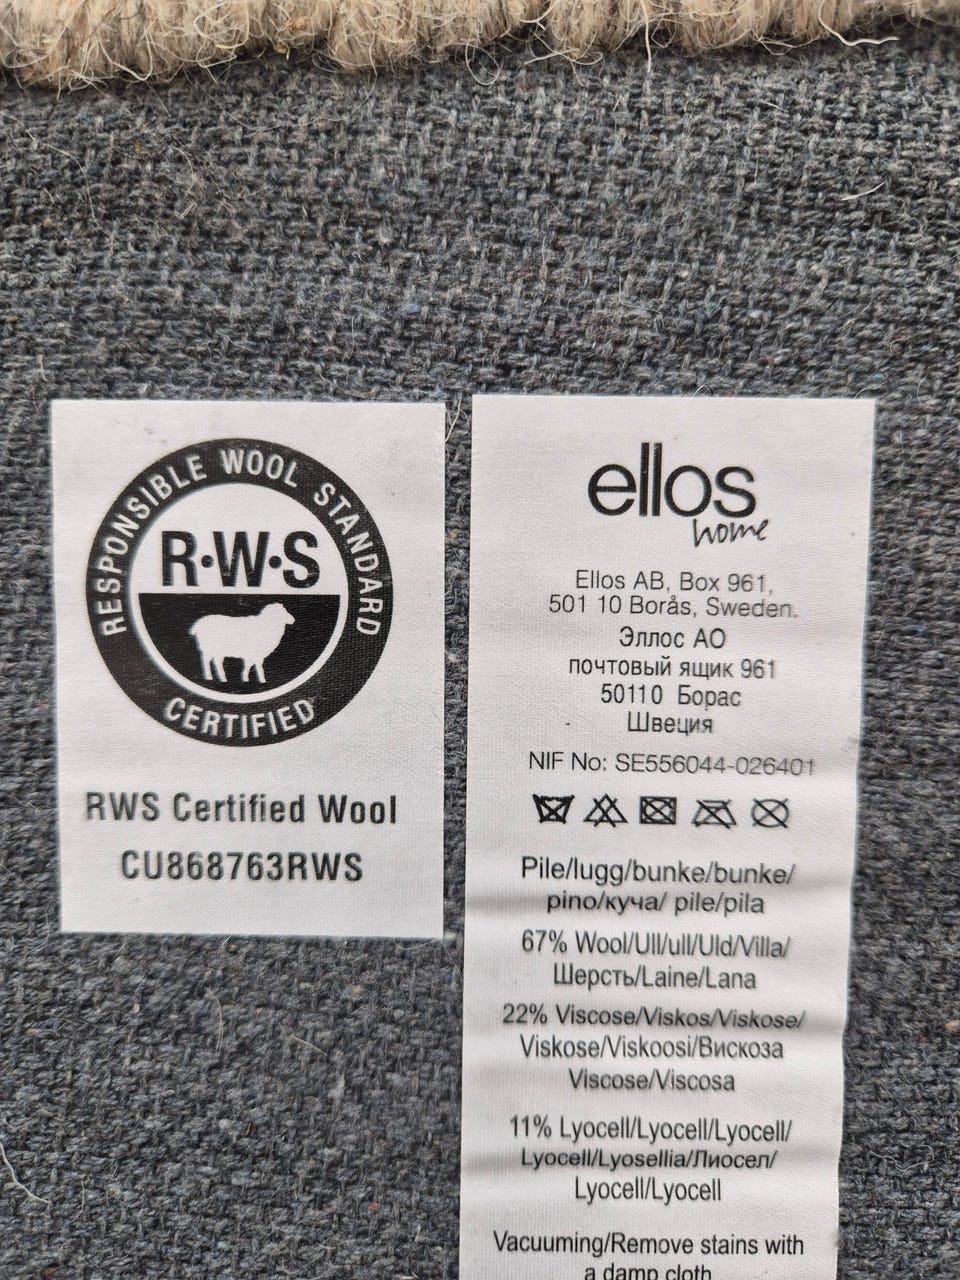 RESPONSIBLE WOOL STANDARD
R·W·S
CERTIFIED
RWS Certified Wool
CU868763RWS
ellos
home
Ellos AB, Box 961,
501 10 Borås, Sweden.
Эллос АО
почтовый ящик 961
50110 Борас
Швеция
NIF No: SE556044-026401
Pile/lugg/bunke/bunke/
pino/куча/ pile/pila
67% Wool/Ull/ull/Uld/Villa/
Шерсть/Laine/Lana
22% Viscose/Viskos/Viskose/
Viskose/Viskoosi/Вискоза
Viscose/Viscosa
11% Lyocell/Lyocell/Lyocell/
Lyocell/Lyosellia/Лиосел/
Lyocell/Lyocell
Vacuuming/Remove stains with
a damp cloth